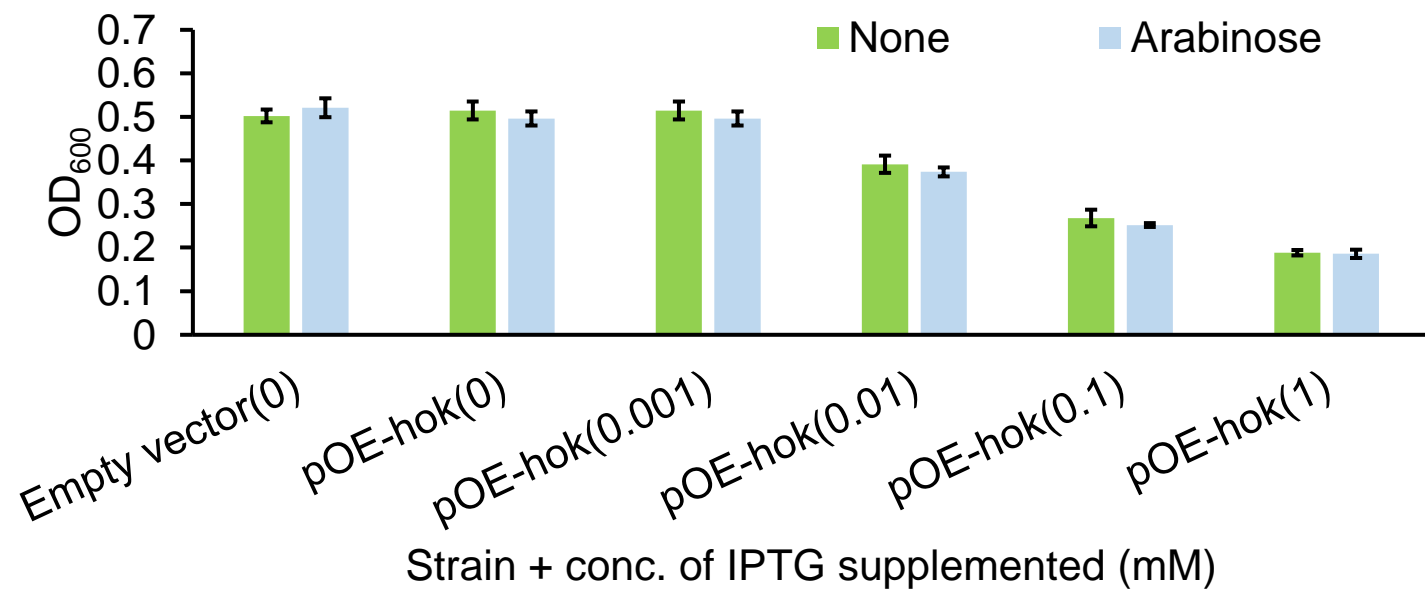 None Arabinose
0.7
0.6
0.5
0.4
0.3
0.2
0.1
0
OD600
Empty vector(0)
pOE-hok(0)
pOE-hok(0.001)
pOE-hok(0.01)
pOE-hok(0.1)
pOE-hok(1)
Strain + conc. of IPTG supplemented (mM)